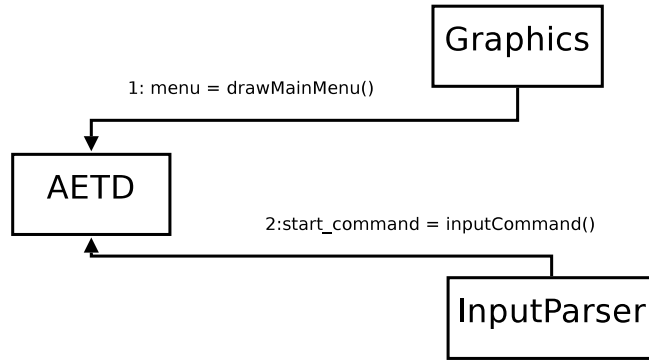 Graphics
1: menu = drawMainMenu()
AETD
2:start_command = inputCommand()
InputParser